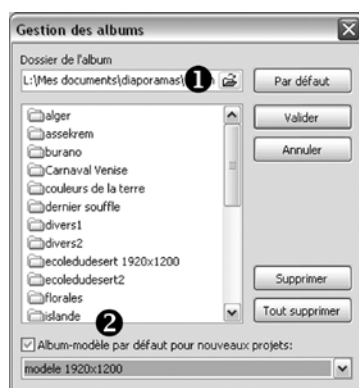 Gestion des albums
Dossier de l'album
L:\Mes documents\diaporamas\
1
Par défaut
alger
assekrem
burano
Carnaval Venise
couleurs de la terre
dernier souffle
divers1
divers2
ecoledudesert 1920x1200
ecoledudesert2
florales
islande
Valider
Annuler
Supprimer
Tout supprimer
2
Album-modèle par défaut pour nouveaux projets:
modele 1920x1200